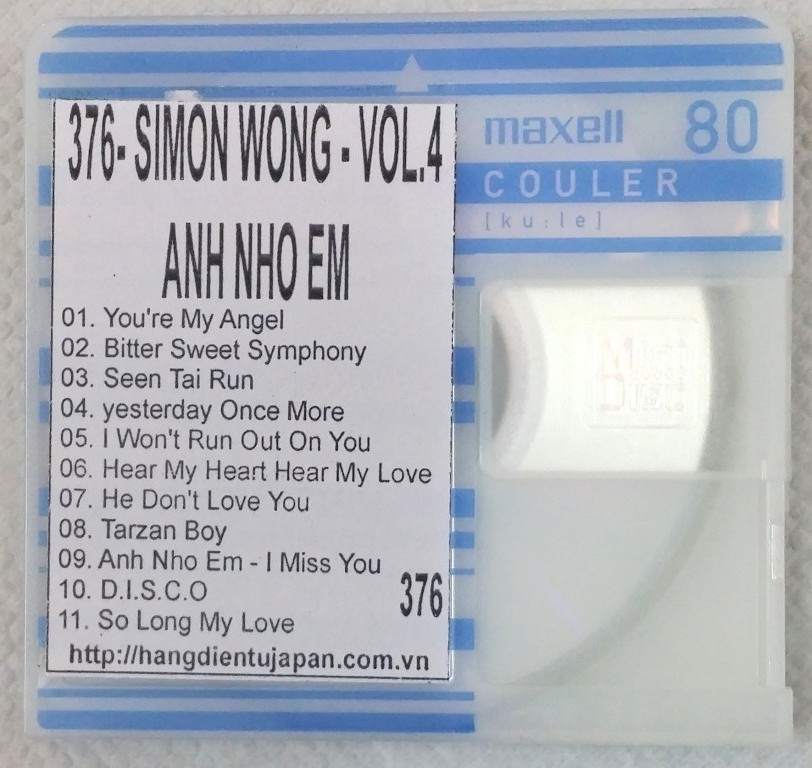 376- SIMON WONG - VOL.4
ANH NHO EM
01. You're My Angel
02. Bitter Sweet Symphony
03. Seen Tai Run
04. yesterday Once More
05. I Won't Run Out On You
06. Hear My Heart Hear My Love
07. He Don't Love You
08. Tarzan Boy
09. Anh Nho Em - I Miss You
10. D.I.S.C.O
11. So Long My Love
376
http://hangdientujapan.com.vn
maxell 80
COULER
[ku:le]
Mini
Disc